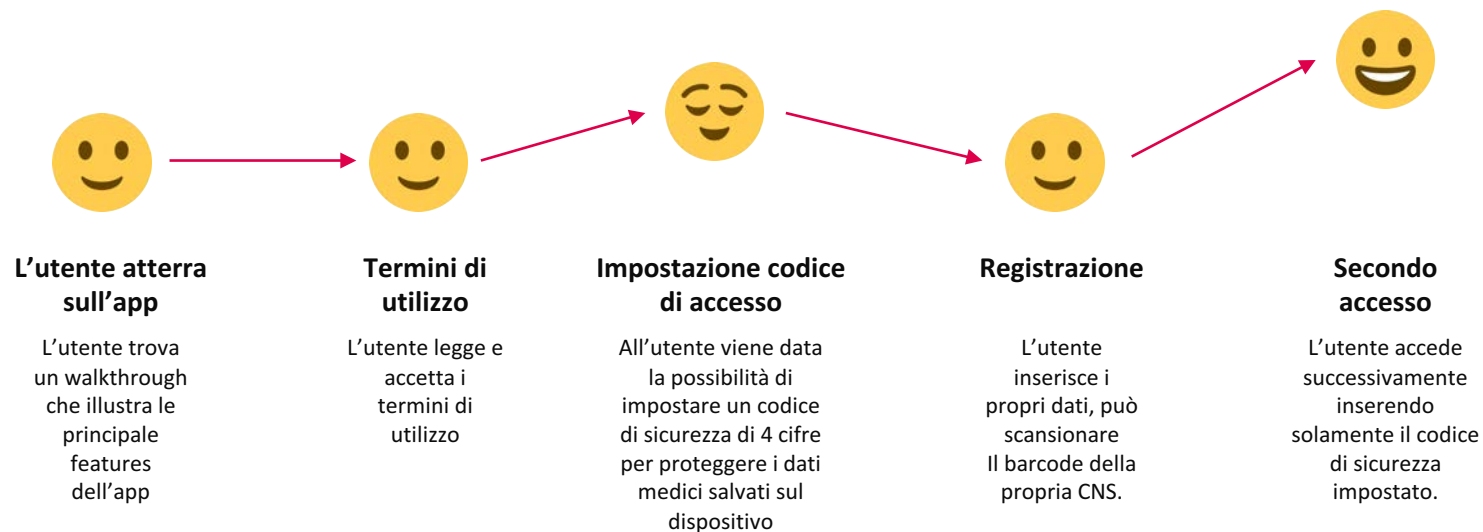 L’utente atterra
sull’app
L’utente trova
un walkthrough
che illustra le
principale
features
dell’app
Termini di
utilizzo
L’utente legge e
accetta i
termini di
utilizzo
Impostazione codice
di accesso
All’utente viene data
la possibilità di
impostare un codice
di sicurezza di 4 cifre
per proteggere i dati
medici salvati sul
dispositivo
Registrazione
L’utente
inserisce i
propri dati, può
scansionare
Il barcode della
propria CNS.
Secondo
accesso
L’utente accede
successivamente
inserendo
solamente il codice
di sicurezza
impostato.